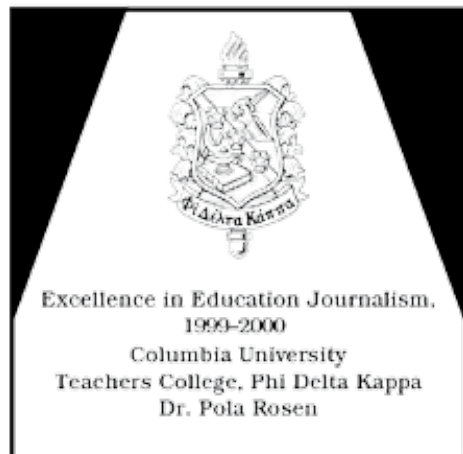 Φι Δέλτα Κάππα
Excellence in Education Journalism,
1999–2000
Columbia University
Teachers College, Phi Delta Kappa
Dr. Pola Rosen